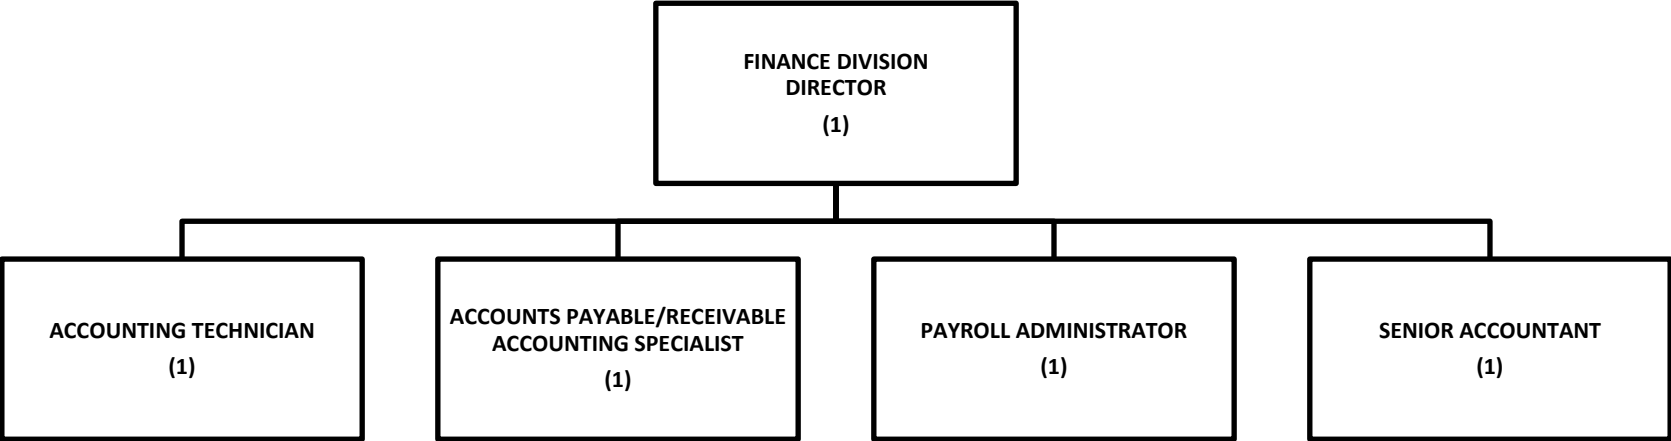 FINANCE DIVISION
DIRECTOR
(1)
ACCOUNTING TECHNICIAN
(1)
ACCOUNTS PAYABLE/RECEIVABLE
ACCOUNTING SPECIALIST
(1)
PAYROLL ADMINISTRATOR
(1)
SENIOR ACCOUNTANT
(1)